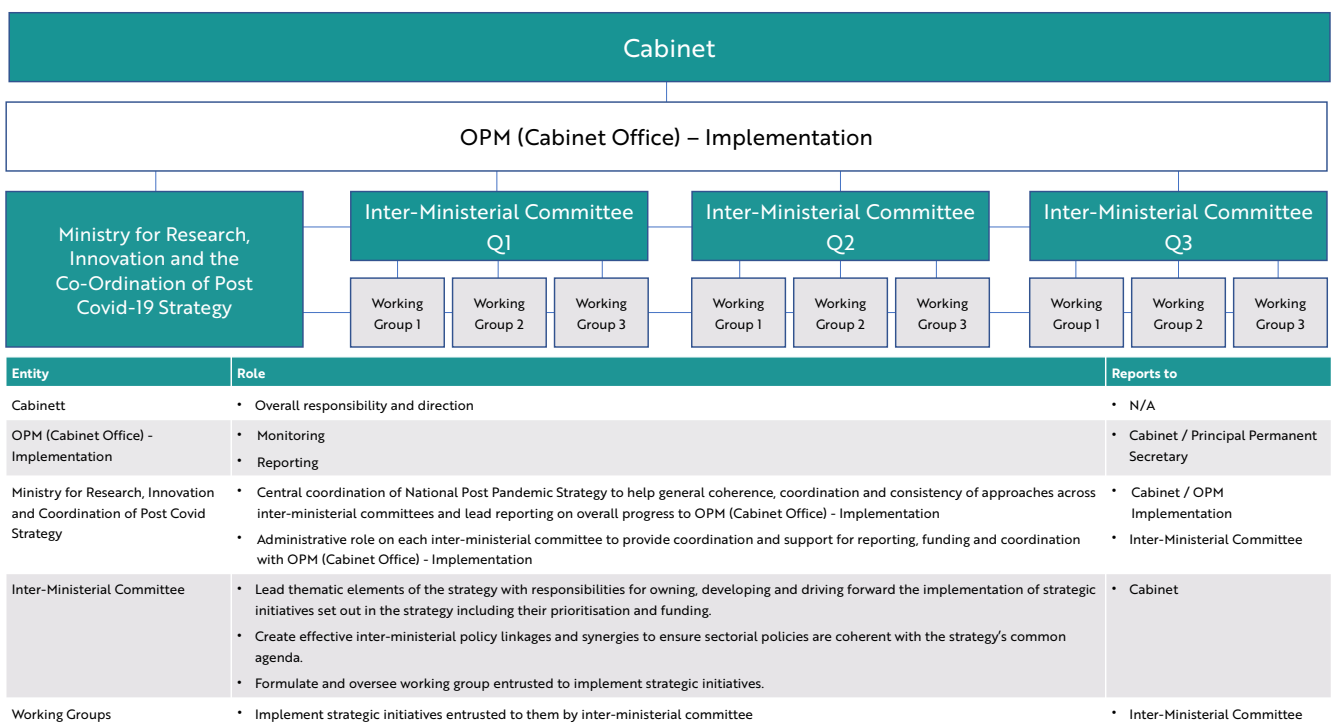 Cabinet
OPM (Cabinet Office) – Implementation
Ministry for Research,
Innovation and the
Co-Ordination of Post
Covid-19 Strategy
Inter-Ministerial Committee
Q1
Inter-Ministerial Committee
Q2
Inter-Ministerial Committee
Q3
Working
Group 1
Working
Group 2
Working
Group 3
Working
Group 1
Working
Group 2
Working
Group 3
Working
Group 1
Working
Group 2
Working
Group 3
Entity Role Reports to
Cabinett • Overall responsibility and direction • N/A
OPM (Cabinet Office) -
Implementation
• Monitoring
• Reporting
• Cabinet / Principal Permanent
Secretary
Ministry for Research, Innovation
and Coordination of Post Covid
Strategy
• Central coordination of National Post Pandemic Strategy to help general coherence, coordination and consistency of approaches across
inter-ministerial committees and lead reporting on overall progress to OPM (Cabinet Office) - Implementation
• Administrative role on each inter-ministerial committee to provide coordination and support for reporting, funding and coordination
with OPM (Cabinet Office) - Implementation
• Cabinet / OPM
Implementation
• Inter-Ministerial Committee
Inter-Ministerial Committee
• Lead thematic elements of the strategy with responsibilities for owning, developing and driving forward the implementation of strategic
initiatives set out in the strategy including their prioritisation and funding.
• Create effective inter-ministerial policy linkages and synergies to ensure sectorial policies are coherent with the strategy's common
agenda.
• Formulate and oversee working group entrusted to implement strategic initiatives.
• Cabinet
Working Groups • Implement strategic initiatives entrusted to them by inter-ministerial committee • Inter-Ministerial Committee